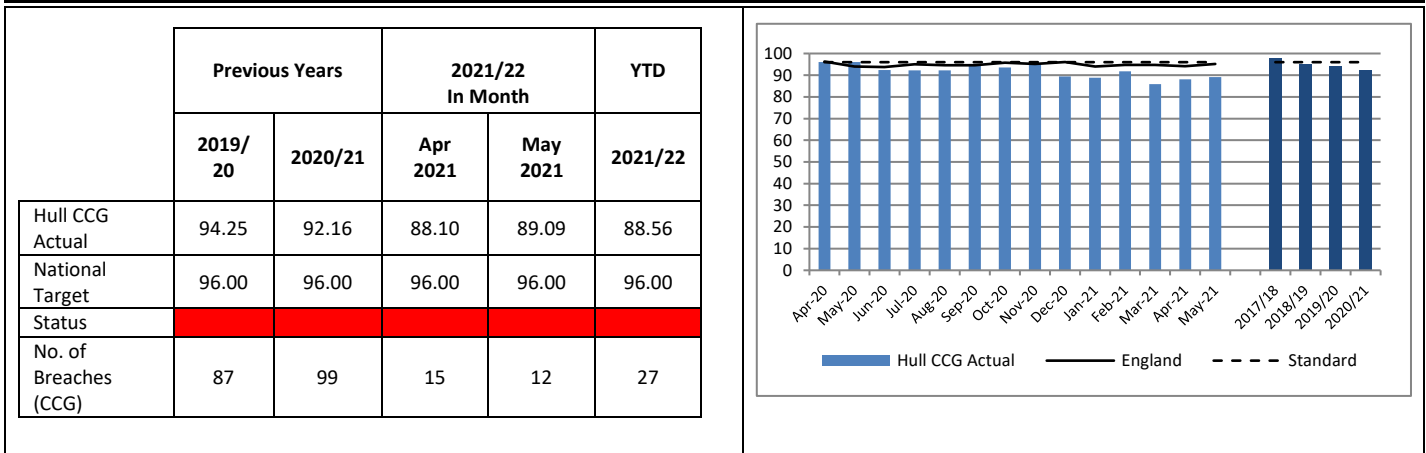 Previous Years
2021/22
In Month
YTD
2019/
20
2020/21
Apr
2021
May
2021
2021/22
Hull CCG
Actual
94.25
92.16
88.10
89.09
88.56
National
Target
96.00
96.00
96.00
96.00
96.00
Status
No. of
Breaches
(CCG)
87
99
15
12
27
100
90
80
70
60
50
40
30
20
10
0
Apr-20
May-20
Jun-20
Jul-20
Aug-20
Sep-20
Oct-20
Nov-20
Dec-20
Jan-21
Feb-21
Mar-21
Apr-21
May-21
2017/18
2018/19
2019/20
2020/21
Hull CCG Actual
England
Standard